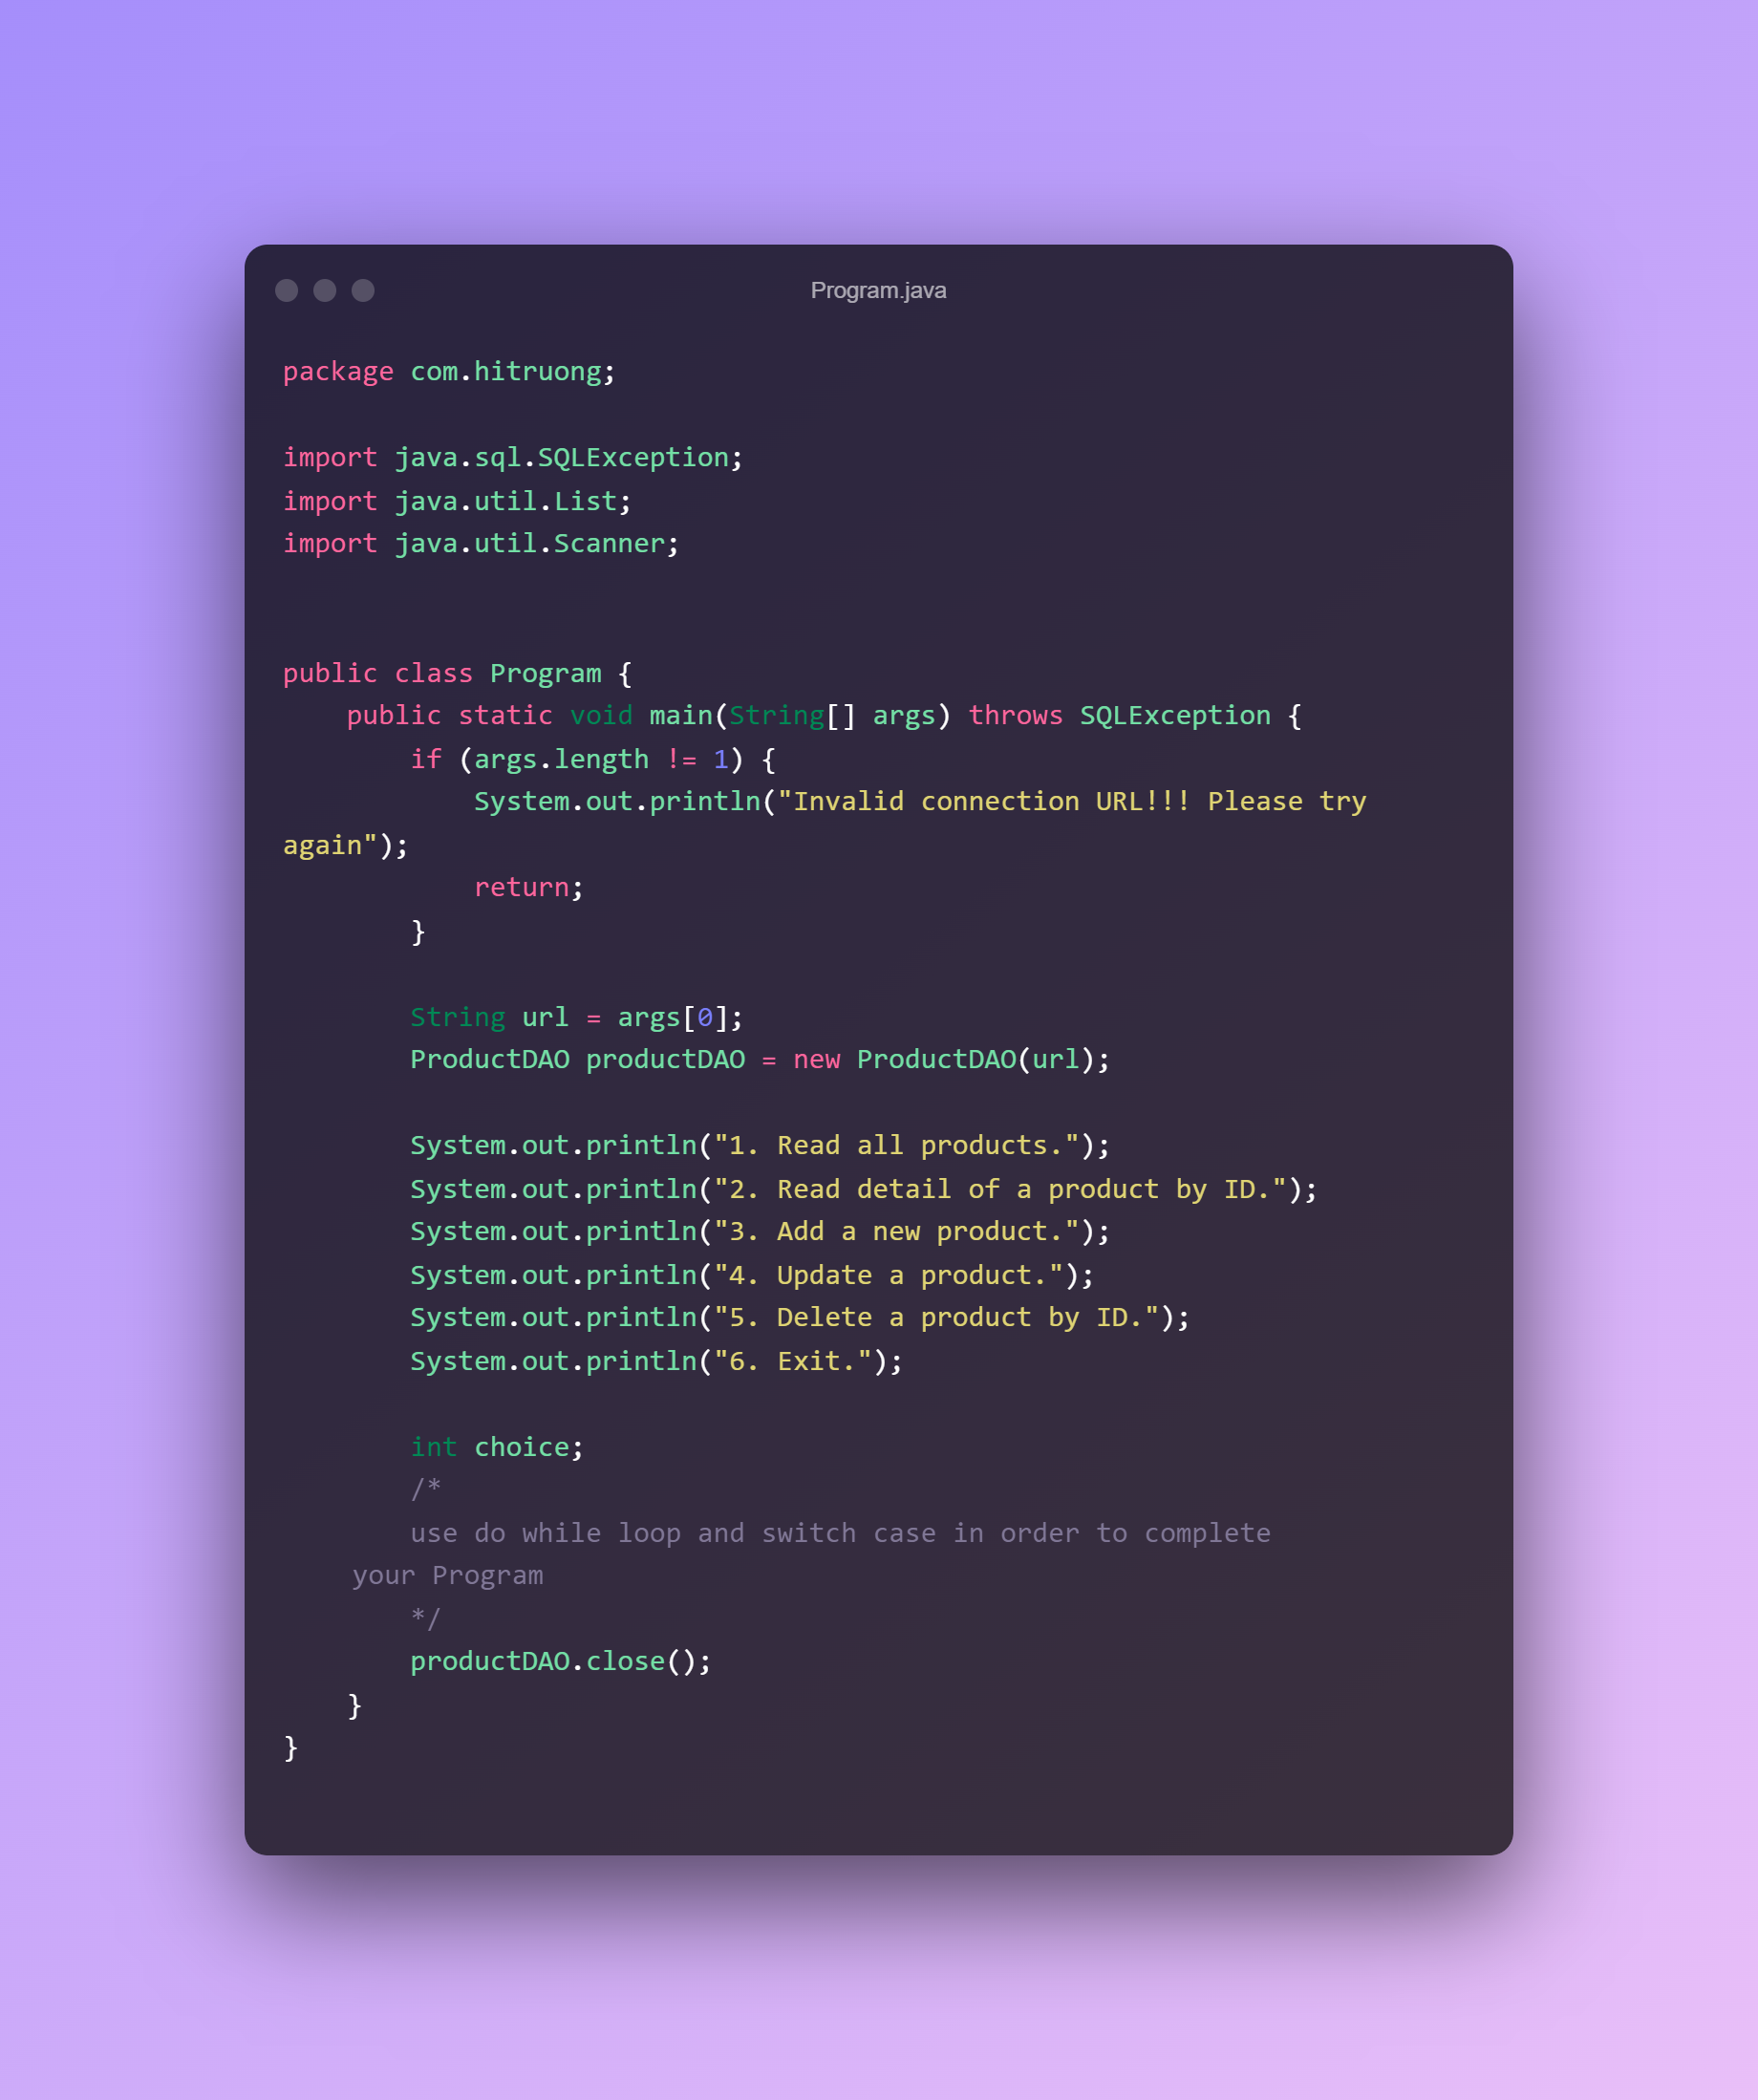 Program.java
package com.hitruong;
import java.sql.SQLException;
import java.util.List;
import java.util.Scanner;
public class Program {
    public static void main(String[] args) throws SQLException {
        if (args.length != 1) {
            System.out.println("Invalid connection URL!!! Please try
again");
            return;
        }
        String url = args[0];
        ProductDAO productDAO = new ProductDAO(url);
        System.out.println("1. Read all products.");
        System.out.println("2. Read detail of a product by ID.");
        System.out.println("3. Add a new product.");
        System.out.println("4. Update a product.");
        System.out.println("5. Delete a product by ID.");
        System.out.println("6. Exit.");
        int choice;
        /*
        use do while loop and switch case in order to complete
    your Program
        */
        productDAO.close();
    }
}